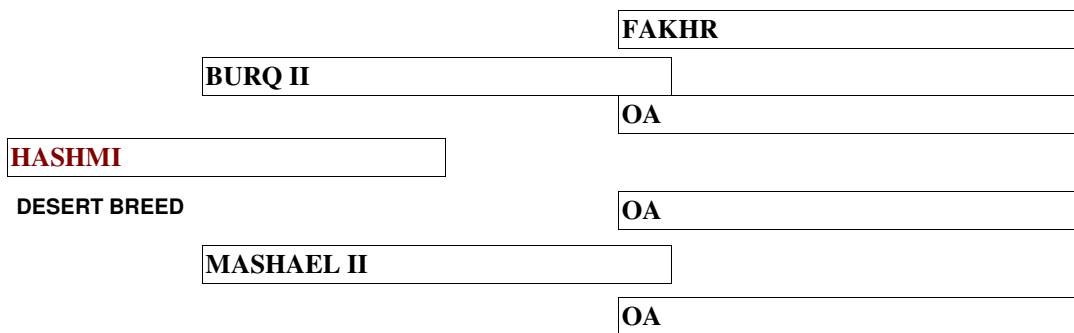 FAKHR
BURQ II
OA
HASHMI
DESERT BREED
OA
MASHAEL II
OA